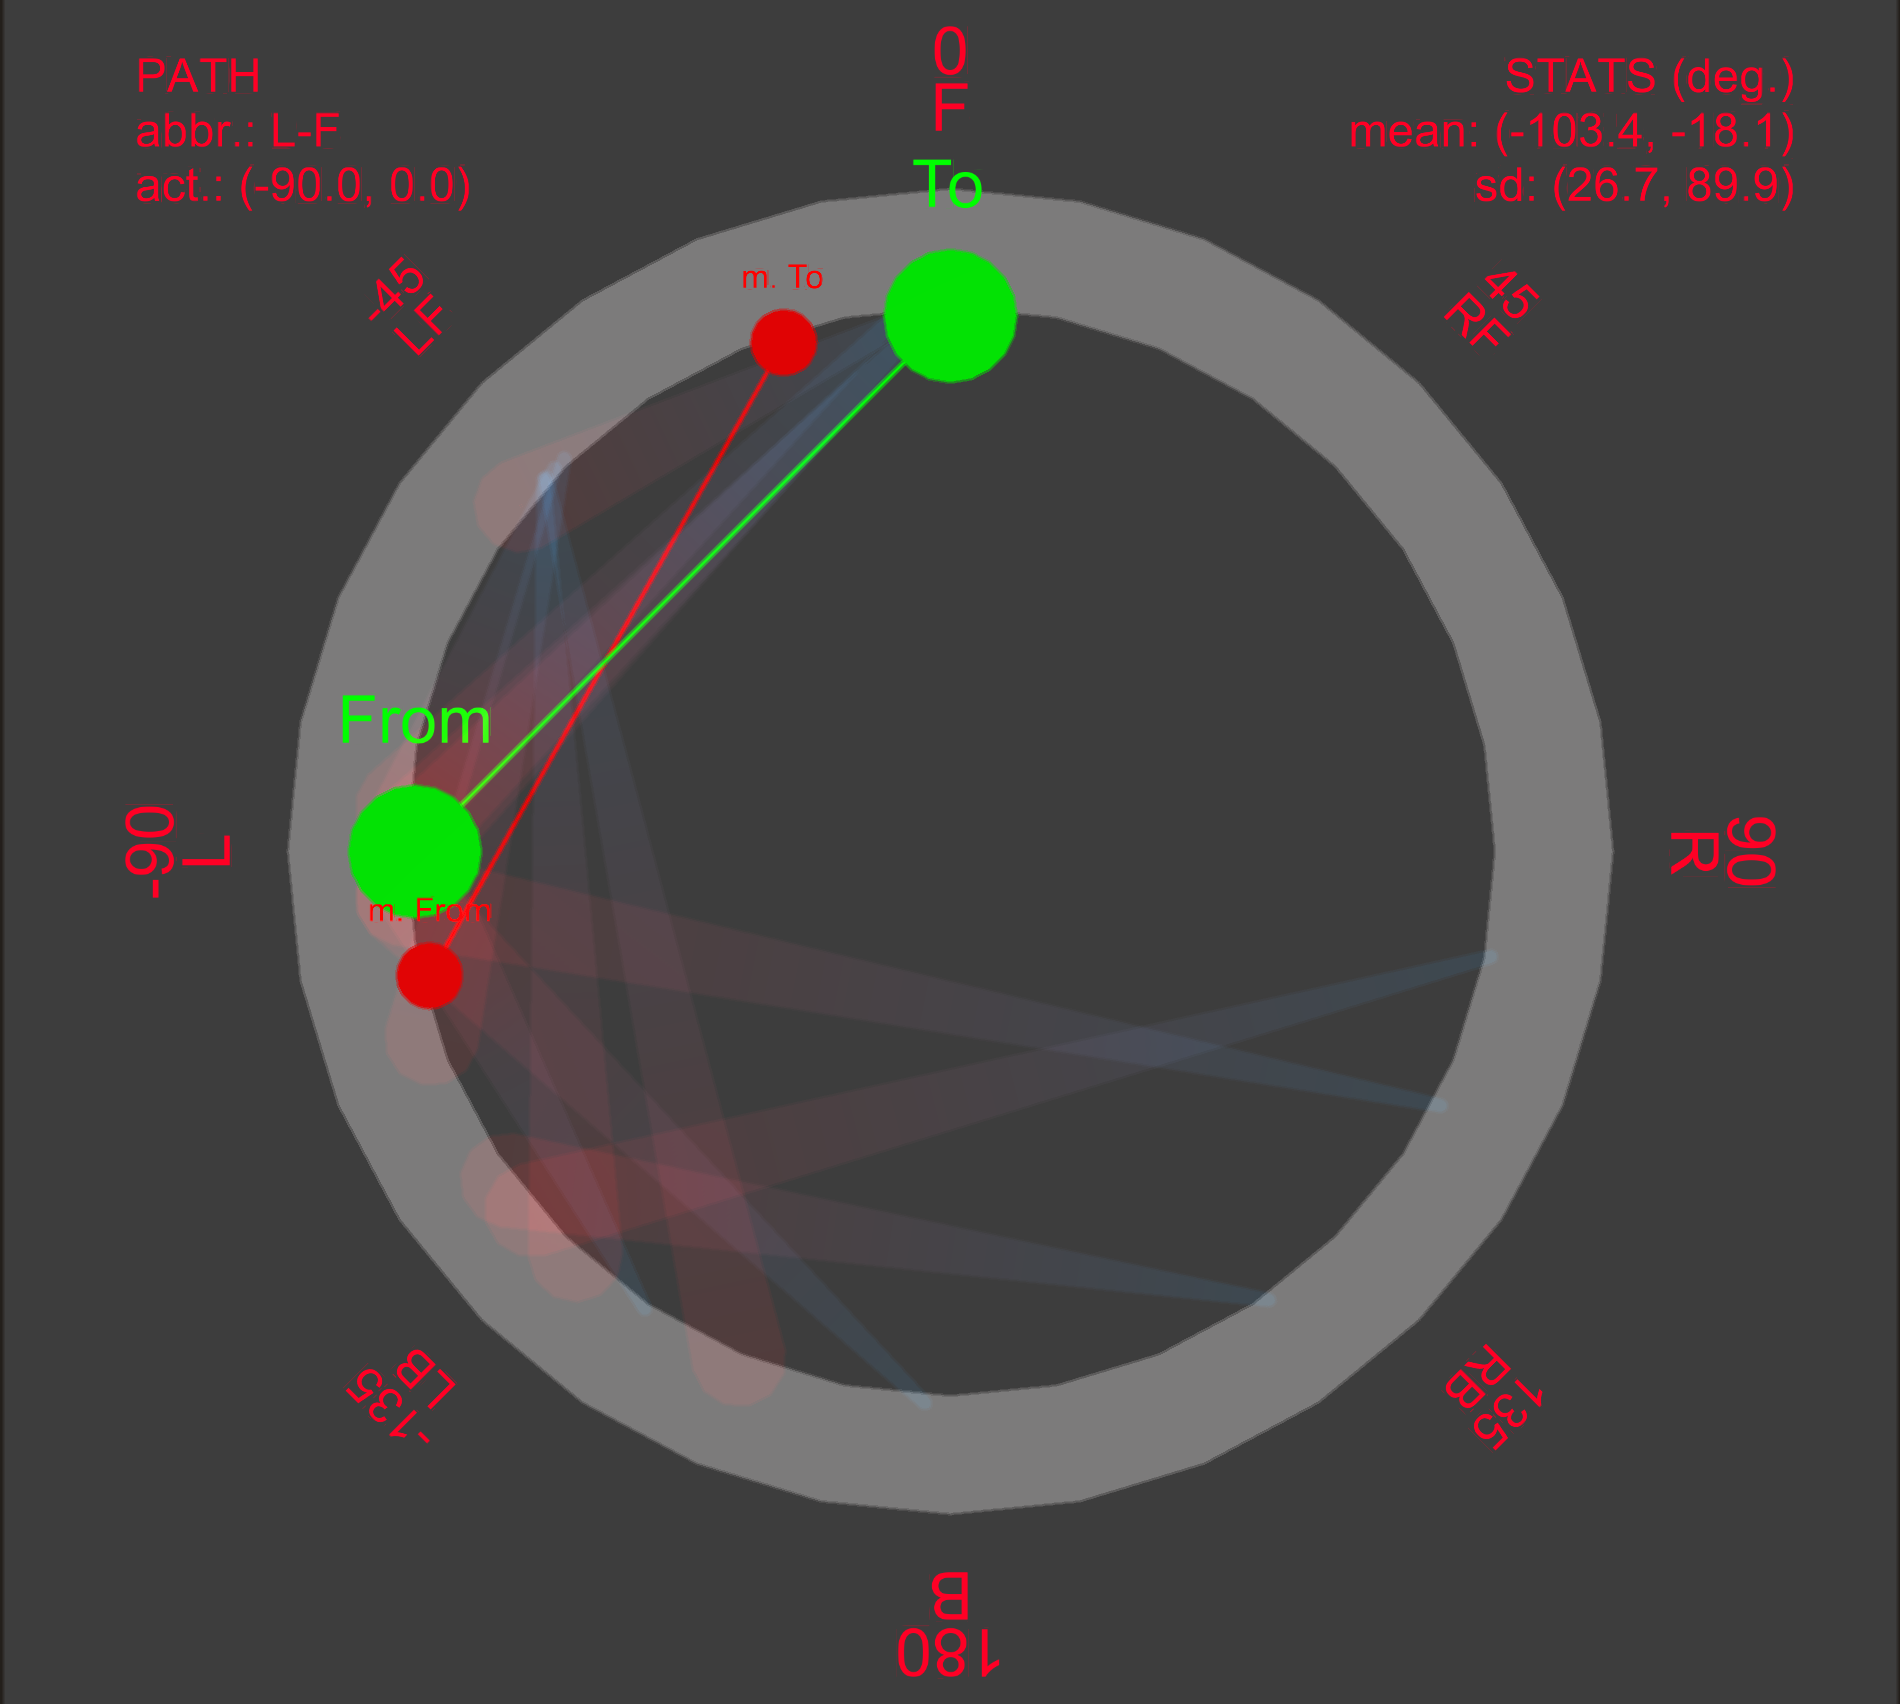 PATH
abbr.: L-F
act.: (-90.0, 0.0)
0
F
STATS (deg.)
mean: (-103.4, -18.1)
sd: (26.7, 89.9)
To
m. To
-45
LF
45
RF
From
-90
L
m. From
90
R
LB
-135
RB
135
B
180